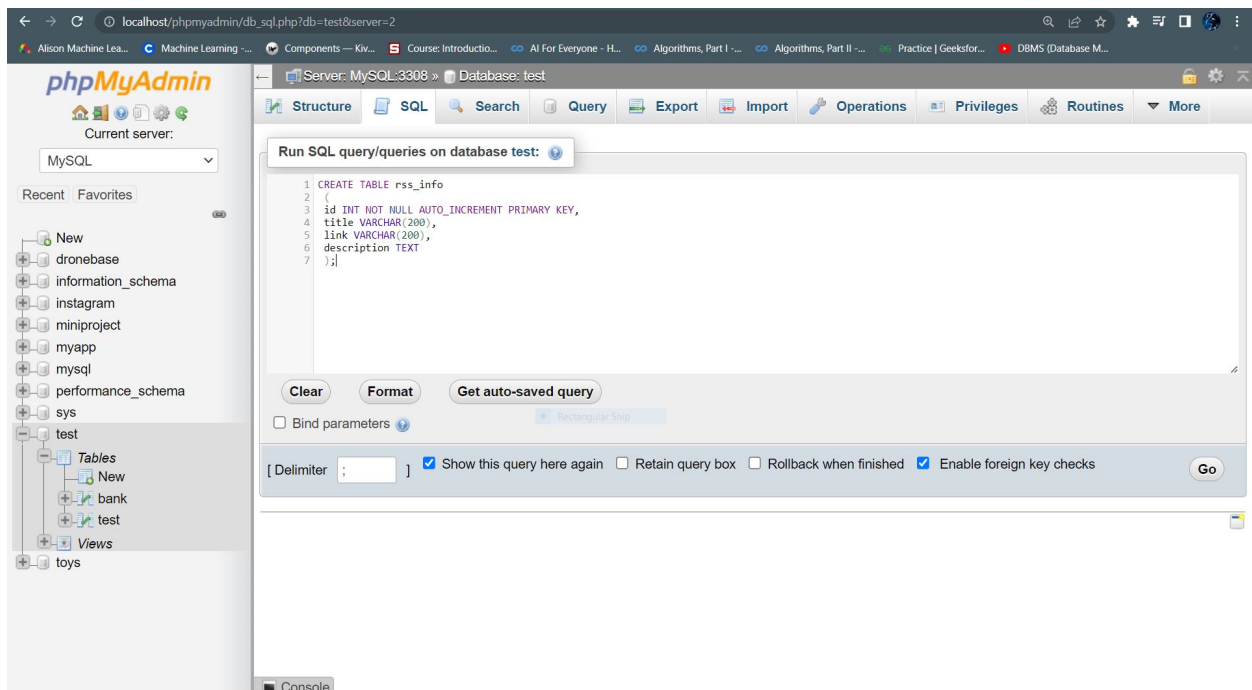 localhost/phpmyadmin/db_sql.php?db=test&server=2
Alison Machine Lea... Machine Learning -... Components — Kiv... Course: Introductio... AI For Everyone - H... Algorithms, Part I -... Algorithms, Part II -... Practice | Geeksfor... DBMS (Database M...
phpMyAdmin
Current server:
MySQL
Recent Favorites
New
dronebase
information_schema
instagram
miniproject
myapp
mysql
performance_schema
sys
test
Tables
New
bank
test
Views
toys
Server: MySQL:3308 » Database: test
Structure SQL Search Query Export Import Operations Privileges Routines More
Run SQL query/queries on database test:
1 CREATE TABLE rss_info
2 (
3 id INT NOT NULL AUTO_INCREMENT PRIMARY KEY,
4 title VARCHAR(200),
5 link VARCHAR(200),
6 description TEXT
7 );
Clear Format Get auto-saved query
Rectangular Snip
Bind parameters
[ Delimiter ; ] Show this query here again Retain query box Rollback when finished Enable foreign key checks Go
Console